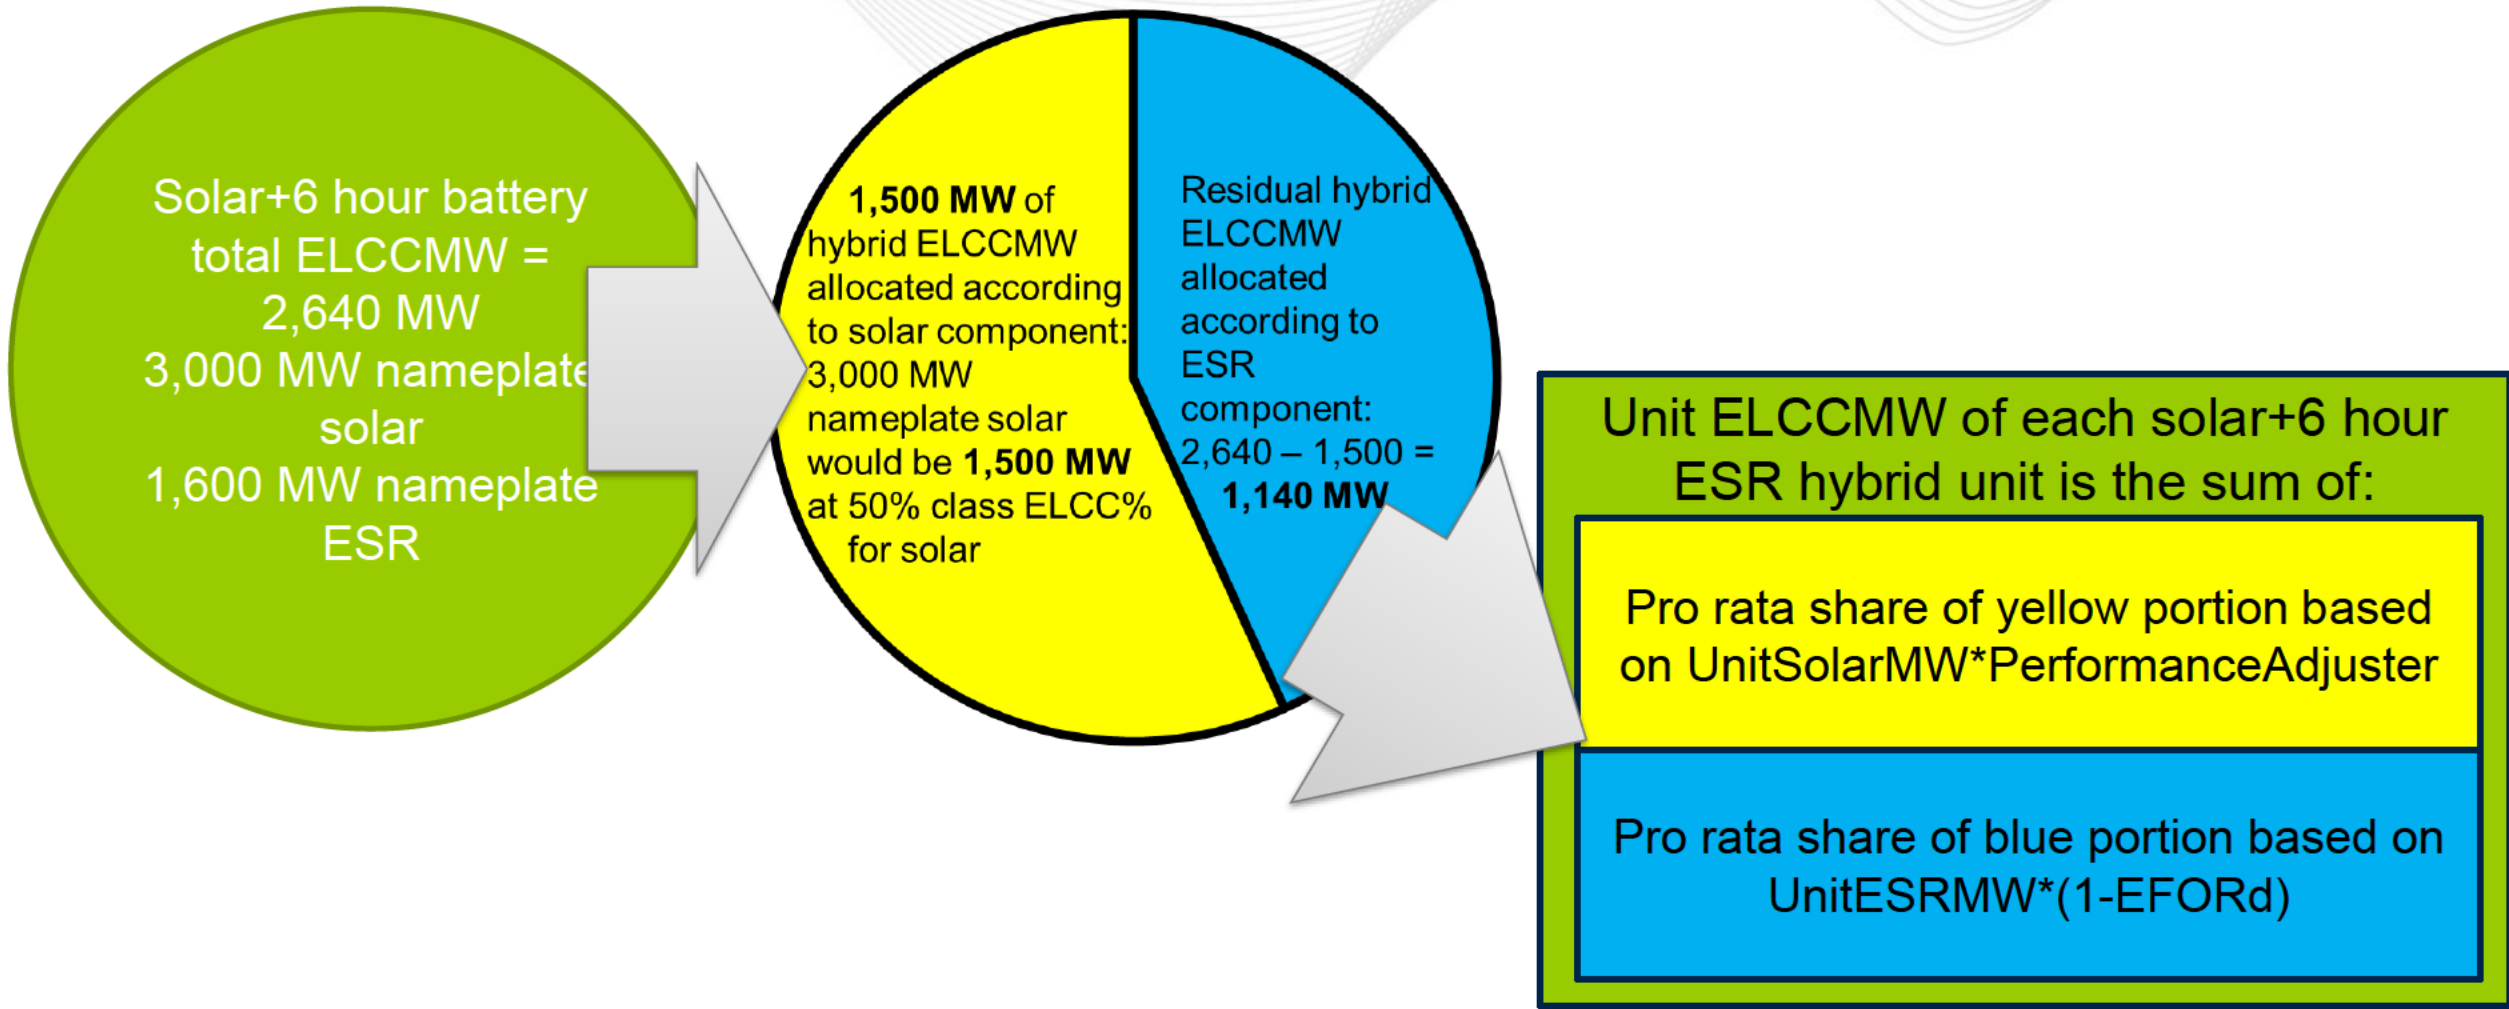 Solar+6 hour battery
total ELCCMW =
2,640 MW
3,000 MW nameplate
solar
1,600 MW nameplate
ESR
1,500 MW of
hybrid ELCCMW
allocated according
to solar component:
3,000 MW
nameplate solar
would be 1,500 MW
at 50% class ELCC%
for solar
Residual hybrid
ELCCMW
allocated
according to
ESR
component:
2,640 – 1,500 =
1,140 MW
Unit ELCCMW of each solar+6 hour
ESR hybrid unit is the sum of:
Pro rata share of yellow portion based
on UnitSolarMW*PerformanceAdjuster
Pro rata share of blue portion based on
UnitESRMW*(1-EFORd)